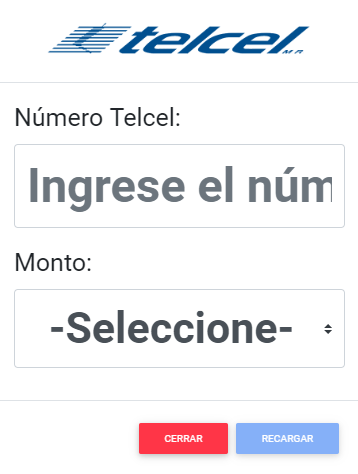 telcel M.R
Número Telcel:
Ingrese el núm
Monto:
-Seleccione-
CERRAR RECARGAR